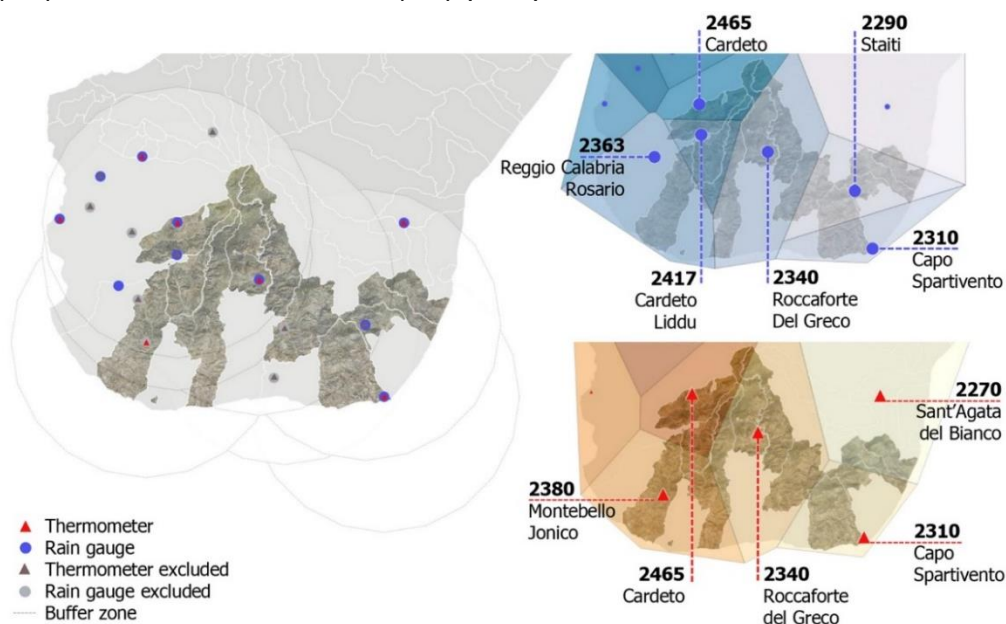 2465
Cardeto
2290
Staiti
2363
Reggio Calabria
Rosario
2310
Capo
Spartivento
2417
Cardeto
Liddu
2340
Roccaforte
Del Greco
2270
Sant'Agata
del Bianco
2380
Montebello
Jonico
2310
Capo
Spartivento
2465
Cardeto
2340
Roccaforte
del Greco
Thermometer
Rain gauge
Thermometer excluded
Rain gauge excluded
Buffer zone